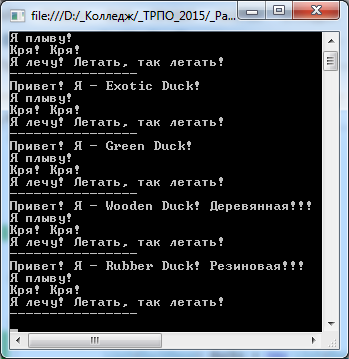 file:///D:/_Колледж/_ТРПО_2015/_Ра...
Я плыву!
Кря! Кря!
Я лечу! Летать, так летать!
----------------
Привет! Я - Exotic Duck!
Я плыву!
Кря! Кря!
Я лечу! Летать, так летать!
----------------
Привет! Я - Green Duck!
Я плыву!
Кря! Кря!
Я лечу! Летать, так летать!
----------------
Привет! Я - Wooden Duck! Деревянная!!!
Я плыву!
Кря! Кря!
Я лечу! Летать, так летать!
----------------
Привет! Я - Rubber Duck! Резиновая!!!
Я плыву!
Кря! Кря!
Я лечу! Летать, так летать!
----------------